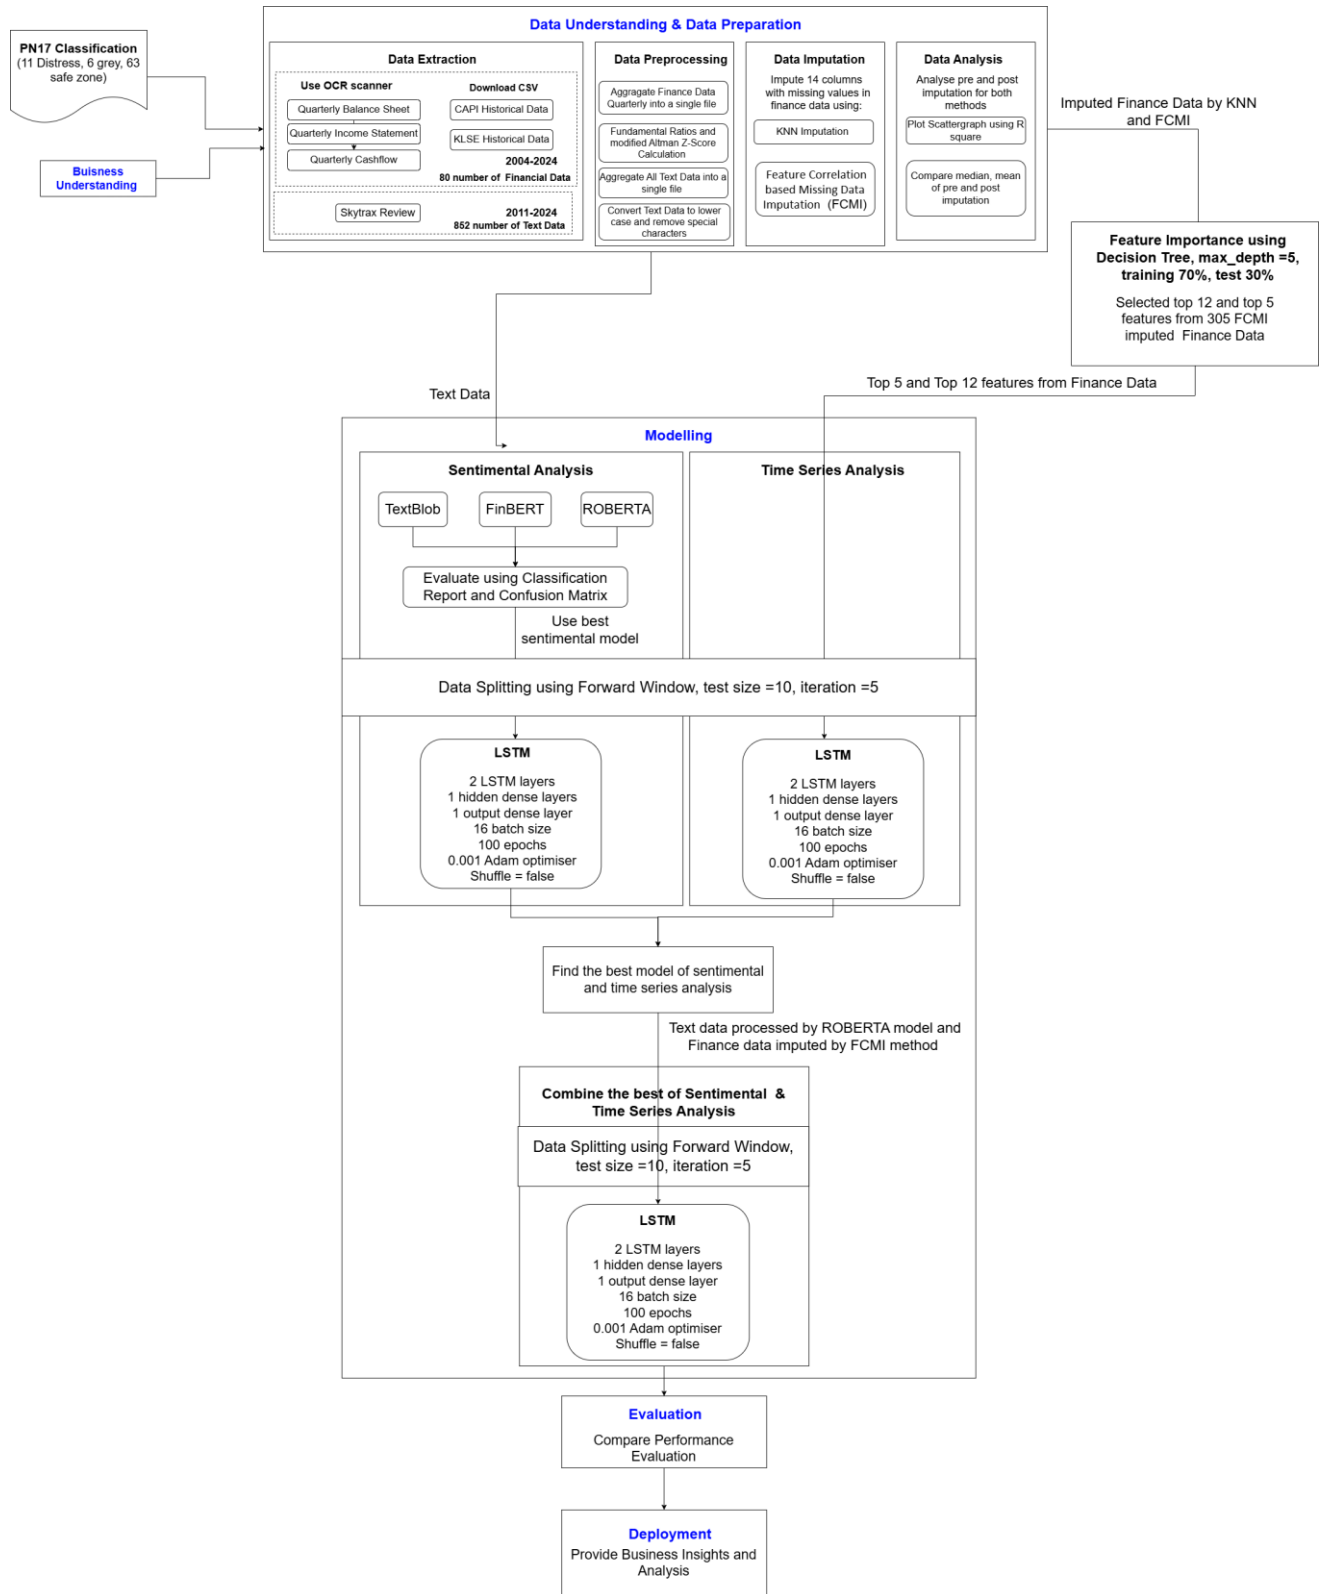 Data Understanding & Data Preparation
PN17 Classification
(11 Distress, 6 grey, 63
safe zone)
Buisness
Understanding
Data Extraction
Use OCR scanner
Quarterly Balance Sheet
Quarterly Income Statement
Quarterly Cashflow
Download CSV
CAPI Historical Data
KLSE Historical Data
2004-2024
80 number of Financial Data
Skytrax Review
2011-2024
852 number of Text Data
Data Preprocessing
Aggragate Finance Data
Quarterly into a single file
Fundamental Ratios and
modified Altman Z-Score
Calculation
Aggregate All Text Data into a
single file
Convert Text Data to lower
case and remove special
characters
Data Imputation
Impute 14 columns
with missing values in
finance data using:
KNN Imputation
Feature Correlation
based Missing Data
Imputation (FCMI)
Data Analysis
Analyse pre and post
imputation for both
methods
Plot Scattergraph using R
square
Compare median, mean
of pre and post
imputation
Imputed Finance Data by KNN
and FCMI
Feature Importance using
Decision Tree, max_depth =5,
training 70%, test 30%
Selected top 12 and top 5
features from 305 FCMI
imputed Finance Data
Text Data
Top 5 and Top 12 features from Finance Data
Modelling
Sentimental Analysis
TextBlob
FinBERT
ROBERTA
Evaluate using Classification
Report and Confusion Matrix
Use best
sentimental model
Time Series Analysis
Data Splitting using Forward Window, test size =10, iteration =5
LSTM
2 LSTM layers
1 hidden dense layers
1 output dense layer
16 batch size
100 epochs
0.001 Adam optimiser
Shuffle = false
LSTM
2 LSTM layers
1 hidden dense layers
1 output dense layer
16 batch size
100 epochs
0.001 Adam optimiser
Shuffle = false
Find the best model of sentimental
and time series analysis
Text data processed by ROBERTA model and
Finance data imputed by FCMI method
Combine the best of Sentimental &
Time Series Analysis
Data Splitting using Forward Window,
test size =10, iteration =5
LSTM
2 LSTM layers
1 hidden dense layers
1 output dense layer
16 batch size
100 epochs
0.001 Adam optimiser
Shuffle = false
Evaluation
Compare Performance
Evaluation
Deployment
Provide Business Insights and
Analysis